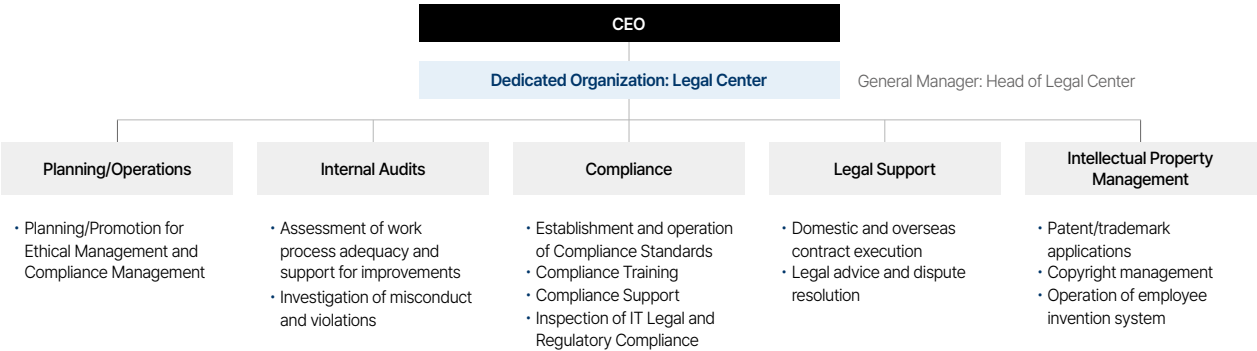 CEO
Dedicated Organization: Legal Center
General Manager: Head of Legal Center
Planning/Operations
• Planning/Promotion for
Ethical Management and
Compliance Management
Internal Audits
• Assessment of work
process adequacy and
support for improvements
• Investigation of misconduct
and violations
Compliance
• Establishment and operation
of Compliance Standards
• Compliance Training
• Compliance Support
• Inspection of IT Legal and
Regulatory Compliance
Legal Support
• Domestic and overseas
contract execution
• Legal advice and dispute
resolution
Intellectual Property
Management
• Patent/trademark
applications
• Copyright management
• Operation of employee
invention system